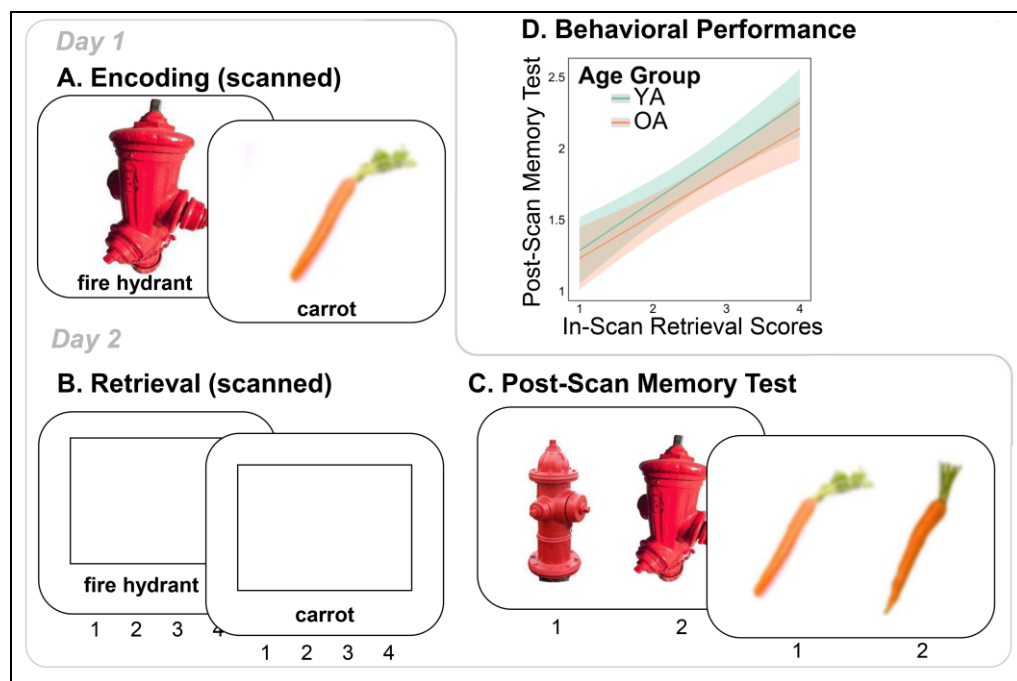 Day 1
A. Encoding (scanned)
fire hydrant
carrot
D. Behavioral Performance
Age Group
YA
OA
Post-Scan Memory Test
2.5
2
1.5
1
1 2 3 4
In-Scan Retrieval Scores
Day 2
B. Retrieval (scanned)
fire hydrant
1 2 3 4
carrot
1 2 3 4
C. Post-Scan Memory Test
1 2
1 2